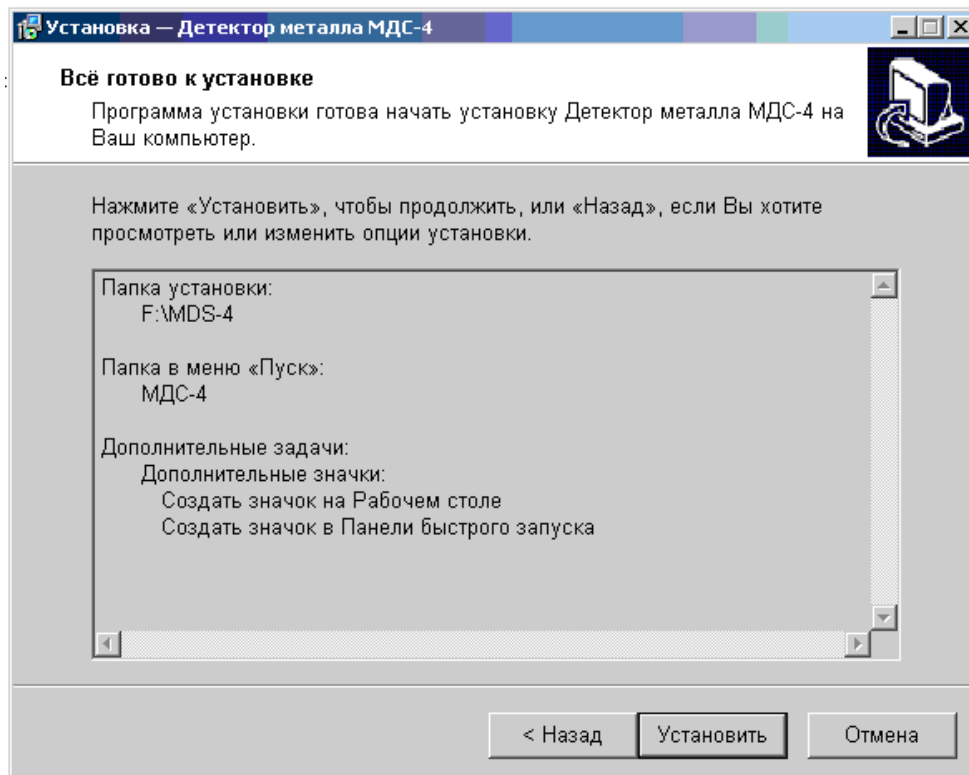 Установка — Детектор металла МДС-4
Всё готово к установке
Программа установки готова начать установку Детектор металла МДС-4 на
Ваш компьютер.
Нажмите «Установить», чтобы продолжить, или «Назад», если Вы хотите
просмотреть или изменить опции установки.
Папка установки:
F:\MDS-4
Папка в меню «Пуск»:
МДС-4
Дополнительные задачи:
Дополнительные значки:
Создать значок на Рабочем столе
Создать значок в Панели быстрого запуска
< Назад
Установить
Отмена